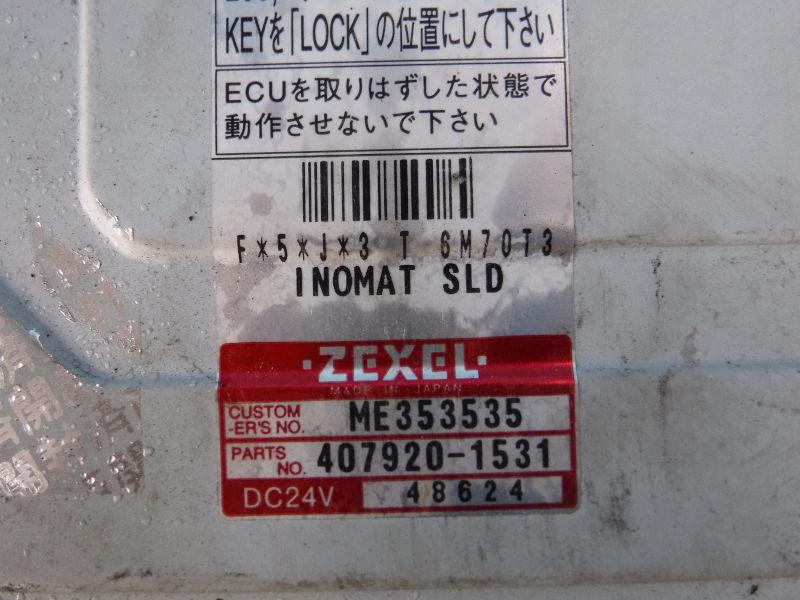 KEYを「LOCK」の位置にして下さい
ECUを取りはずした状態で
動作させないで下さい
F*5*J*3 T 6M70T3
INOMAT SLD
·ZEXEL·
MADE IN JAPAN
CUSTOM
-ER'S NO. ME353535
PARTS
NO. 407920-1531
DC24V 48624
開
開